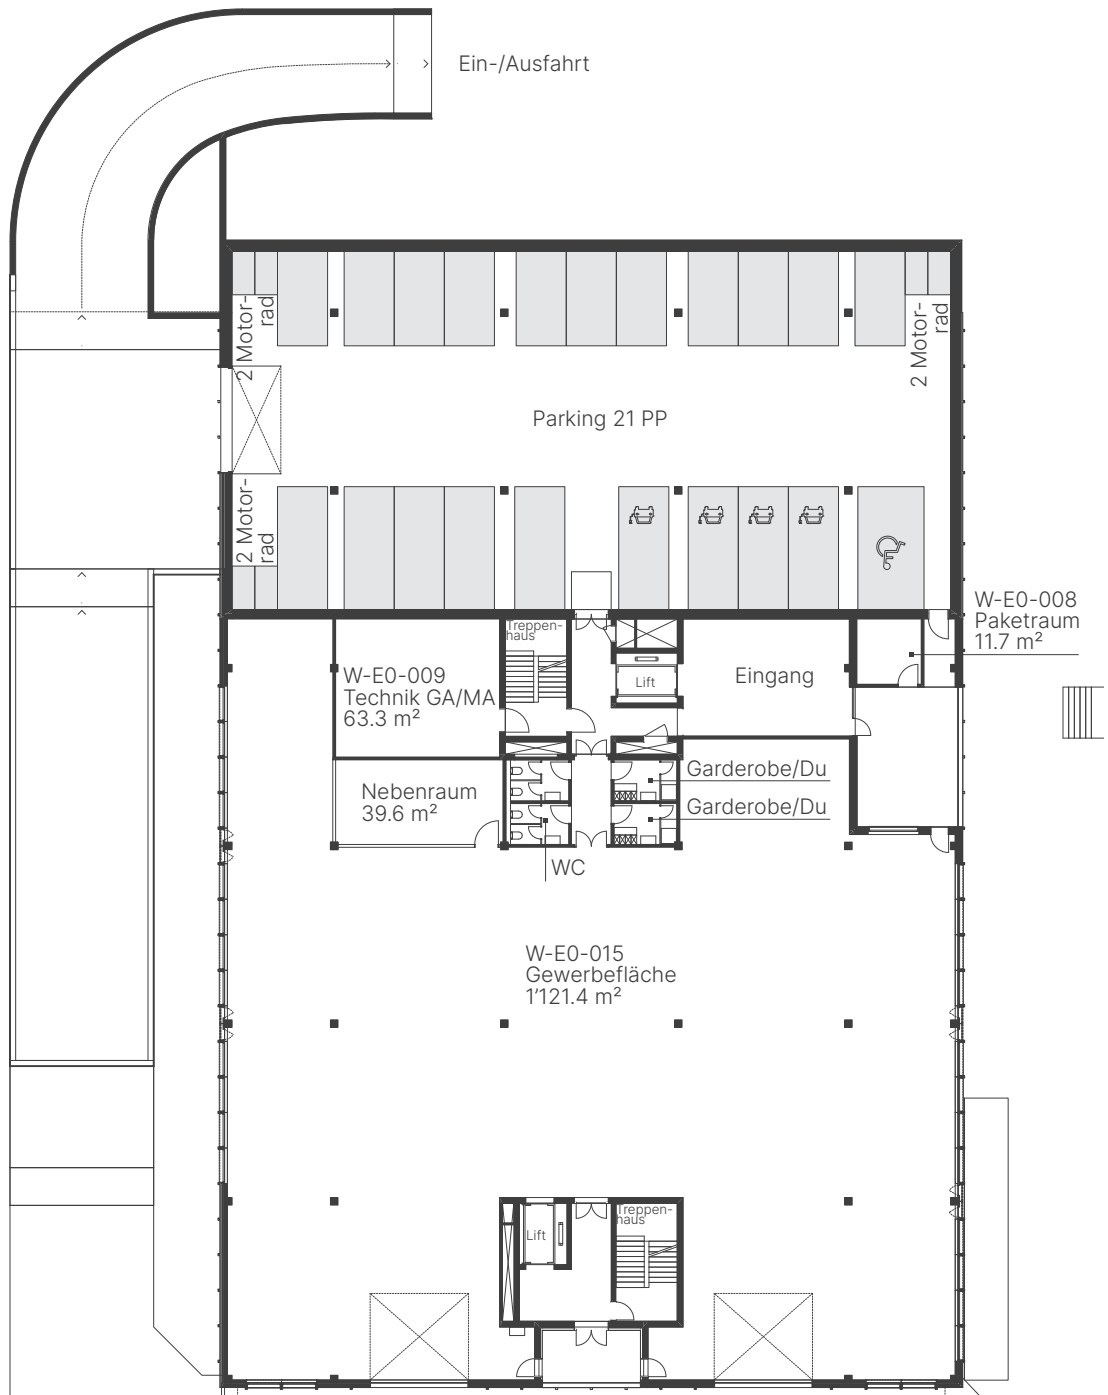 Ein-/Ausfahrt
2 Motor-
rad
2 Motor-
rad
Parking 21 PP
2 Motor-
rad
W-E0-008
Paketraum
11.7 m²
Treppen-
haus
W-E0-009
Technik GA/MA
63.3 m²
Lift
Eingang
Nebenraum
39.6 m²
Garderobe/Du
Garderobe/Du
WC
W-E0-015
Gewerbefläche
1'121.4 m²
Treppen-
haus
Lift